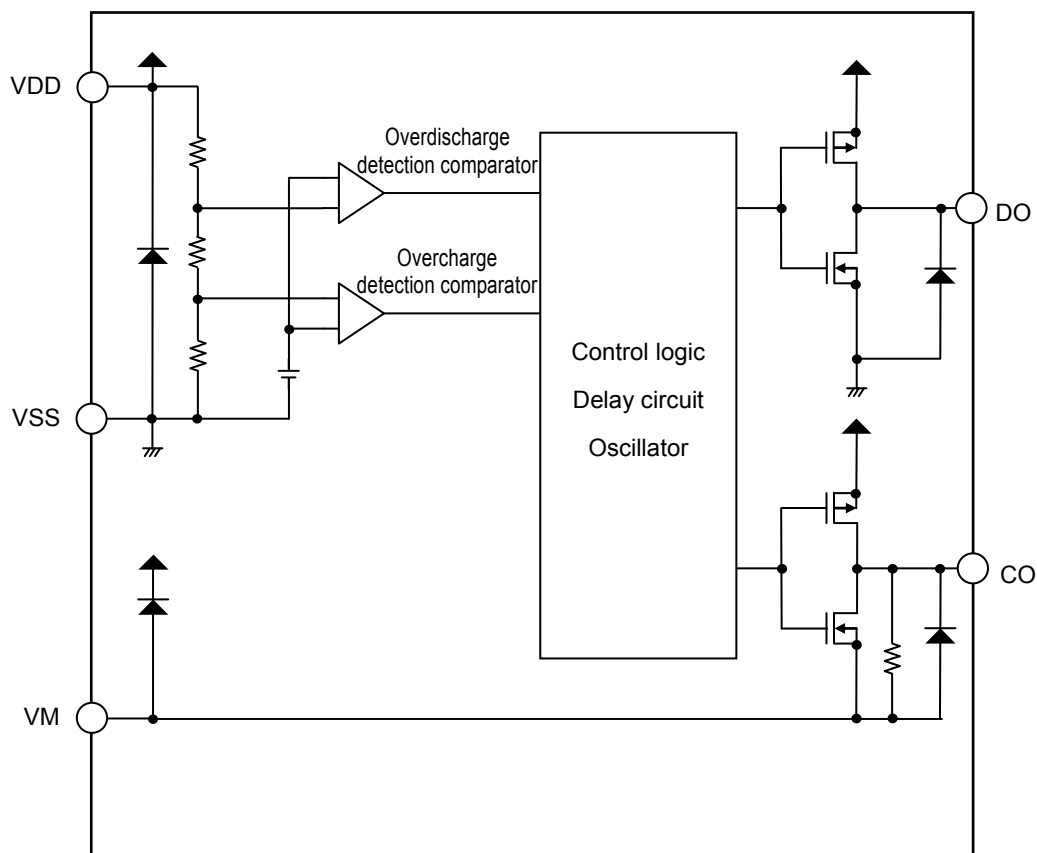 VDD
Overdischarge
detection comparator
DO
Overcharge
detection comparator
Control logic
Delay circuit
Oscillator
VSS
CO
VM